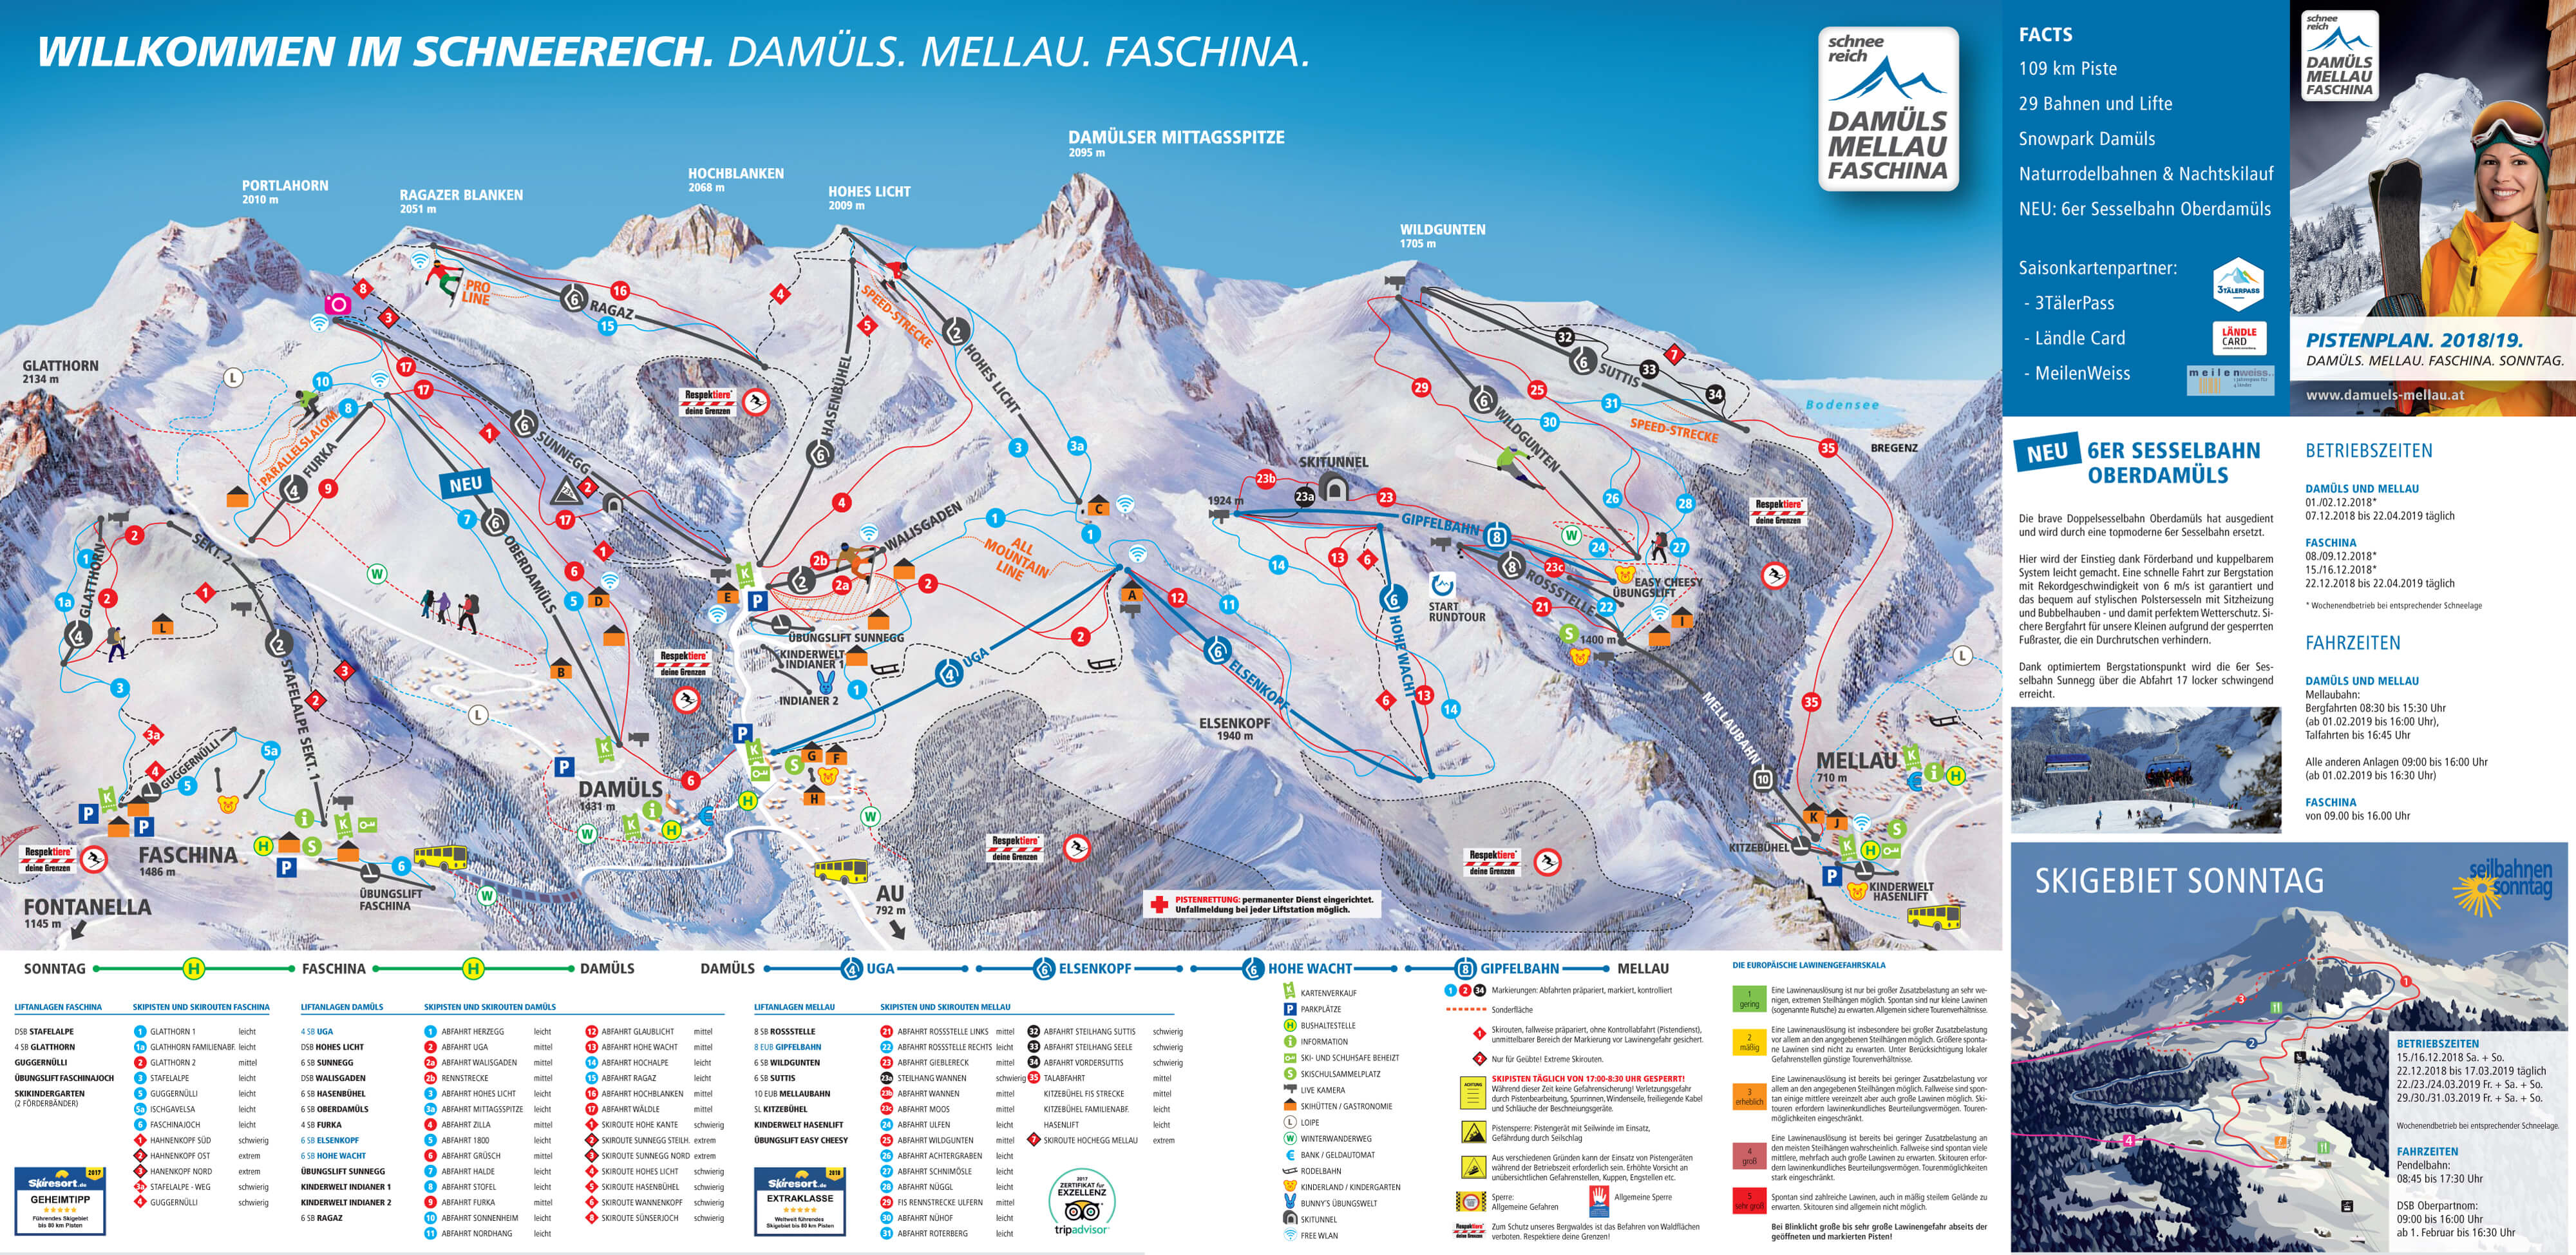 WILLKOMMEN IM SCHNEEREICH. DAMÜLS. MELLAU. FASCHINA.
schnee
reich
DAMÜLS
MELLAU
FASCHINA
PORTLAHORN
2010 m
RAGAZER BLANKEN
2051 m
HOCHBLANKEN
2068 m
HOHES LICHT
2009 m
DAMÜLSER MITTAGSSPITZE
2095 m
WILDGUNTEN
1705 m
GLATTHORN
2134 m
PRO
LINE
RAGAZ
SPEED-STRECKE
HOHES LICHT
HASENBÜHEL
PARALLELSLALOM
FURKA
SUNNEGG
NEU
OBERDAMÜLS
SEKT. 2
GLATTHORN
STAFELALPE SEKT. 1
GUGGERNÜLLI
WALISGADEN
ALL
MOUNTAIN
LINE
ÜBUNGSLIFT SUNNEGG
KINDERWELT
INDIANER 1
INDIANER 2
UGA
ELSENKOPF
ELSENKOPF
1940 m
HOHE WACHT
START
RUNDTOUR
1924 m
SKITUNNEL
GIPFELBAHN
ROSSSTELLE
EASY CHEESY
ÜBUNGSLIFT
1400 m
WILDGUNTEN
SUTTIS
SPEED-STRECKE
Bodensee
BREGENZ
MELLAUBAHN
MELLAU
710 m
KITZEBÜHEL
KINDERWELT
HASENLIFT
DAMÜLS
1431 m
FASCHINA
1486 m
ÜBUNGSLIFT
FASCHINA
FONTANELLA
1145 m
AU
792 m
Respektiere
deine Grenzen
PISTENRETTUNG: permanenter Dienst eingerichtet.
Unfallmeldung bei jeder Liftstation möglich.
SONNTAG H FASCHINA H DAMÜLS
DAMÜLS 4 UGA 6 ELSENKOPF 6 HOHE WACHT 8 GIPFELBAHN MELLAU
LIFTANLAGEN FASCHINA
DSB STAFELALPE
4 SB GLATTHORN
GUGGERNÜLLI
ÜBUNGSLIFT FASCHINAJOCH
SKIKINDERGARTEN
(2 FÖRDERBÄNDER)
SKIPISTEN UND SKIROUTEN FASCHINA
1 GLATTHORN 1 leicht
1a GLATHHORN FAMILIENABF. leicht
2 GLATTHORN 2 mittel
3 STAFELALPE leicht
5 GUGGERNÜLLI leicht
5a ISCHGAVELSA leicht
6 FASCHINAJOCH leicht
1 HAHNENKOPF SÜD schwierig
2 HAHNENKOPF OST extrem
3 HANENKOPF NORD extrem
3a STAFELALPE - WEG schwierig
4 GUGGERNÜLLI schwierig
LIFTANLAGEN DAMÜLS
4 SB UGA
DSB HOHES LICHT
6 SB SUNNEGG
DSB WALISGADEN
6 SB HASENBÜHEL
6 SB OBERDAMÜLS
4 SB FURKA
6 SB ELSENKOPF
6 SB HOHE WACHT
ÜBUNGSLIFT SUNNEGG
KINDERWELT INDIANER 1
KINDERWELT INDIANER 2
6 SB RAGAZ
SKIPISTEN UND SKIROUTEN DAMÜLS
1 ABFAHRT HERZEGG leicht
2 ABFAHRT UGA mittel
2a ABFAHRT WALISGADEN mittel
2b RENNSTRECKE mittel
3 ABFAHRT HOHES LICHT leicht
3a ABFAHRT MITTAGSSPITZE leicht
4 ABFAHRT ZILLA mittel
5 ABFAHRT 1800 leicht
6 ABFAHRT GRÜSCH mittel
7 ABFAHRT HALDE leicht
8 ABFAHRT STOFEL leicht
9 ABFAHRT FURKA mittel
10 ABFAHRT SONNENHEIM leicht
11 ABFAHRT NORDHANG leicht
12 ABFAHRT GLAUBLICHT mittel
13 ABFAHRT HOHE WACHT mittel
14 ABFAHRT HOCHALPE leicht
15 ABFAHRT RAGAZ leicht
16 ABFAHRT HOCHBLANKEN mittel
17 ABFAHRT WÄLDLE mittel
1 SKIROUTE HOHE KANTE schwierig
2 SKIROUTE SUNNEGG STEILH. extrem
3 SKIROUTE SUNNEGG NORD extrem
4 SKIROUTE HOHES LICHT schwierig
5 SKIROUTE HASENBÜHEL schwierig
6 SKIROUTE WANNENKOPF schwierig
8 SKIROUTE SÜNSERJOCH schwierig
LIFTANLAGEN MELLAU
8 SB ROSSSTELLE
8 EUB GIPFELBAHN
6 SB WILDGUNTEN
6 SB SUTTIS
10 EUB MELLAUBAHN
SL KITZEBÜHEL
KINDERWELT HASENLIFT
ÜBUNGSLIFT EASY CHEESY
SKIPISTEN UND SKIROUTEN MELLAU
21 ABFAHRT ROSSSTELLE LINKS mittel
22 ABFAHRT ROSSSTELLE RECHTS leicht
23 ABFAHRT GIEBLERECK mittel
23a STEILHANG WANNEN schwierig
23b ABFAHRT WANNEN mittel
23c ABFAHRT MOOS mittel
24 ABFAHRT ULFEN leicht
25 ABFAHRT WILDGUNTEN mittel
26 ABFAHRT ACHTERGRABEN leicht
27 ABFAHRT SCHNIMÖSLE leicht
28 ABFAHRT NÜGGL leicht
29 FIS RENNSTRECKE ULFERN mittel
30 ABFAHRT NÜHOF leicht
31 ABFAHRT ROTERBERG leicht
32 ABFAHRT STEILHANG SUTTIS schwierig
33 ABFAHRT STEILHANG SEELE schwierig
34 ABFAHRT VORDERSUTTIS schwierig
35 TALABFAHRT mittel
KITZEBÜHEL FIS STRECKE mittel
KITZEBÜHEL FAMILIENABF. leicht
HASENLIFT leicht
7 SKIROUTE HOCHEGG MELLAU extrem
Skiresort.de 2017
GEHEIMTIPP
Führendes Skigebiet
bis 80 km Pisten
Skiresort.de 2018
EXTRAKLASSE
Weltweit führendes
Skigebiet bis 80 km Pisten
2017
ZERTIFIKAT für
EXZELLENZ
tripadvisor
KARTENVERKAUF
PARKPLÄTZE
BUSHALTESTELLE
INFORMATION
SKI- UND SCHUHSAFE BEHEIZT
SKISCHULSAMMELPLATZ
LIVE KAMERA
SKIHÜTTEN / GASTRONOMIE
LOIPE
WINTERWANDERWEG
BANK / GELDAUTOMAT
RODELBAHN
KINDERLAND / KINDERGARTEN
BUNNY'S ÜBUNGSWELT
SKITUNNEL
FREE WLAN
1 2 34 Markierungen: Abfahrten präpariert, markiert, kontrolliert
Sonderfläche
Skirouten, fallweise präpariert, ohne Kontrollabfahrt (Pistendienst),
unmittelbarer Bereich der Markierung vor Lawinengefahr gesichert.
Nur für Geübte! Extreme Skirouten.
SKIPISTEN TÄGLICH VON 17:00-8:30 UHR GESPERRT!
Während dieser Zeit keine Gefahrensicherung! Verletzungsgefahr
durch Pistenbearbeitung, Spurrinnen, Windenseile, freiliegende Kabel
und Schläuche der Beschneiungsgeräte.
Pistensperre: Pistengerät mit Seilwinde im Einsatz,
Gefährdung durch Seilschlag
Aus verschiedenen Gründen kann der Einsatz von Pistengeräten
während der Betriebszeit erforderlich sein. Erhöhte Vorsicht an
unübersichtlichen Gefahrenstellen, Kuppen, Engstellen etc.
Sperre:
Allgemeine Gefahren
Allgemeine Sperre
Zum Schutz unseres Bergwaldes ist das Befahren von Waldflächen
verboten. Respektiere deine Grenzen!
DIE EUROPÄISCHE LAWINENGEFAHRSKALA
1
gering
Eine Lawinenauslösung ist nur bei großer Zusatzbelastung an sehr we-
nigen, extremen Steilhängen möglich. Spontan sind nur kleine Lawinen
(sogenannte Rutsche) zu erwarten. Allgemein sichere Tourenverhältnisse.
2
mäßig
Eine Lawinenauslösung ist insbesondere bei großer Zusatzbelastung
vor allem an den angegebenen Steilhängen möglich. Größere sponta-
ne Lawinen sind nicht zu erwarten. Unter Berücksichtigung lokaler
Gefahrenstellen günstige Tourenverhältnisse.
3
erheblich
Eine Lawinenauslösung ist bereits bei geringer Zusatzbelastung vor
allem an den angegebenen Steilhängen möglich. Fallweise sind spon-
tan einige mittlere vereinzelt aber auch große Lawinen möglich. Ski-
touren erfordern lawinenkundliches Beurteilungsvermögen. Touren-
möglichkeiten eingeschränkt.
4
groß
Eine Lawinenauslösung ist bereits bei geringer Zusatzbelastung an
den meisten Steilhängen wahrscheinlich. Fallweise sind spontan viele
mittlere, mehrfach auch große Lawinen zu erwarten. Skitouren erfor-
dern lawinenkundliches Beurteilungsvermögen. Tourenmöglichkeiten
stark eingeschränkt.
5
sehr groß
Spontan sind zahlreiche Lawinen, auch in mäßig steilem Gelände zu
erwarten. Skitouren sind allgemein nicht möglich.
Bei Blinklicht große bis sehr große Lawinengefahr abseits der
geöffneten und markierten Pisten!
FACTS
109 km Piste
29 Bahnen und Lifte
Snowpark Damüls
Naturrodelbahnen & Nachtskilauf
NEU: 6er Sesselbahn Oberdamüls
Saisonkartenpartner:
- 3TälerPass
- Ländle Card
- MeilenWeiss
3TÄLERPASS
LÄNDLE
CARD
meilenweiss
schnee
reich
DAMÜLS
MELLAU
FASCHINA
PISTENPLAN. 2018/19.
DAMÜLS. MELLAU. FASCHINA. SONNTAG.
www.damuels-mellau.at
NEU 6ER SESSELBAHN
OBERDAMÜLS
Die brave Doppelsesselbahn Oberdamüls hat ausgedient
und wird durch eine topmoderne 6er Sesselbahn ersetzt.
Hier wird der Einstieg dank Förderband und kuppelbarem
System leicht gemacht. Eine schnelle Fahrt zur Bergstation
mit Rekordgeschwindigkeit von 6 m/s ist garantiert und
das bequem auf stylischen Polstersesseln mit Sitzheizung
und Bubbelhauben - und damit perfektem Wetterschutz. Si-
chere Bergfahrt für unsere Kleinen aufgrund der gesperrten
Fußraster, die ein Durchrutschen verhindern.
Dank optimiertem Bergstationspunkt wird die 6er Ses-
selbahn Sunnegg über die Abfahrt 17 locker schwingend
erreicht.
BETRIEBSZEITEN
DAMÜLS UND MELLAU
01./02.12.2018*
07.12.2018 bis 22.04.2019 täglich
FASCHINA
08./09.12.2018*
15./16.12.2018*
22.12.2018 bis 22.04.2019 täglich
* Wochenendbetrieb bei entsprechender Schneelage
FAHRZEITEN
DAMÜLS UND MELLAU
Mellaubahn:
Bergfahrten 08:30 bis 15:30 Uhr
(ab 01.02.2019 bis 16:00 Uhr),
Talfahrten bis 16:45 Uhr
Alle anderen Anlagen 09:00 bis 16:00 Uhr
(ab 01.02.2019 bis 16:30 Uhr)
FASCHINA
von 09.00 bis 16.00 Uhr
SKIGEBIET SONNTAG
seilbahnen
sonntag
BETRIEBSZEITEN
15./16.12.2018 Sa. + So.
22.12.2018 bis 17.03.2019 täglich
22./23./24.03.2019 Fr. + Sa. + So.
29./30./31.03.2019 Fr. + Sa. + So.
Wochenendbetrieb bei entsprechender Schneelage.
FAHRZEITEN
Pendelbahn:
08:45 bis 17:30 Uhr
DSB Oberpartnom:
09:00 bis 16:00 Uhr
ab 1. Februar bis 16:30 Uhr